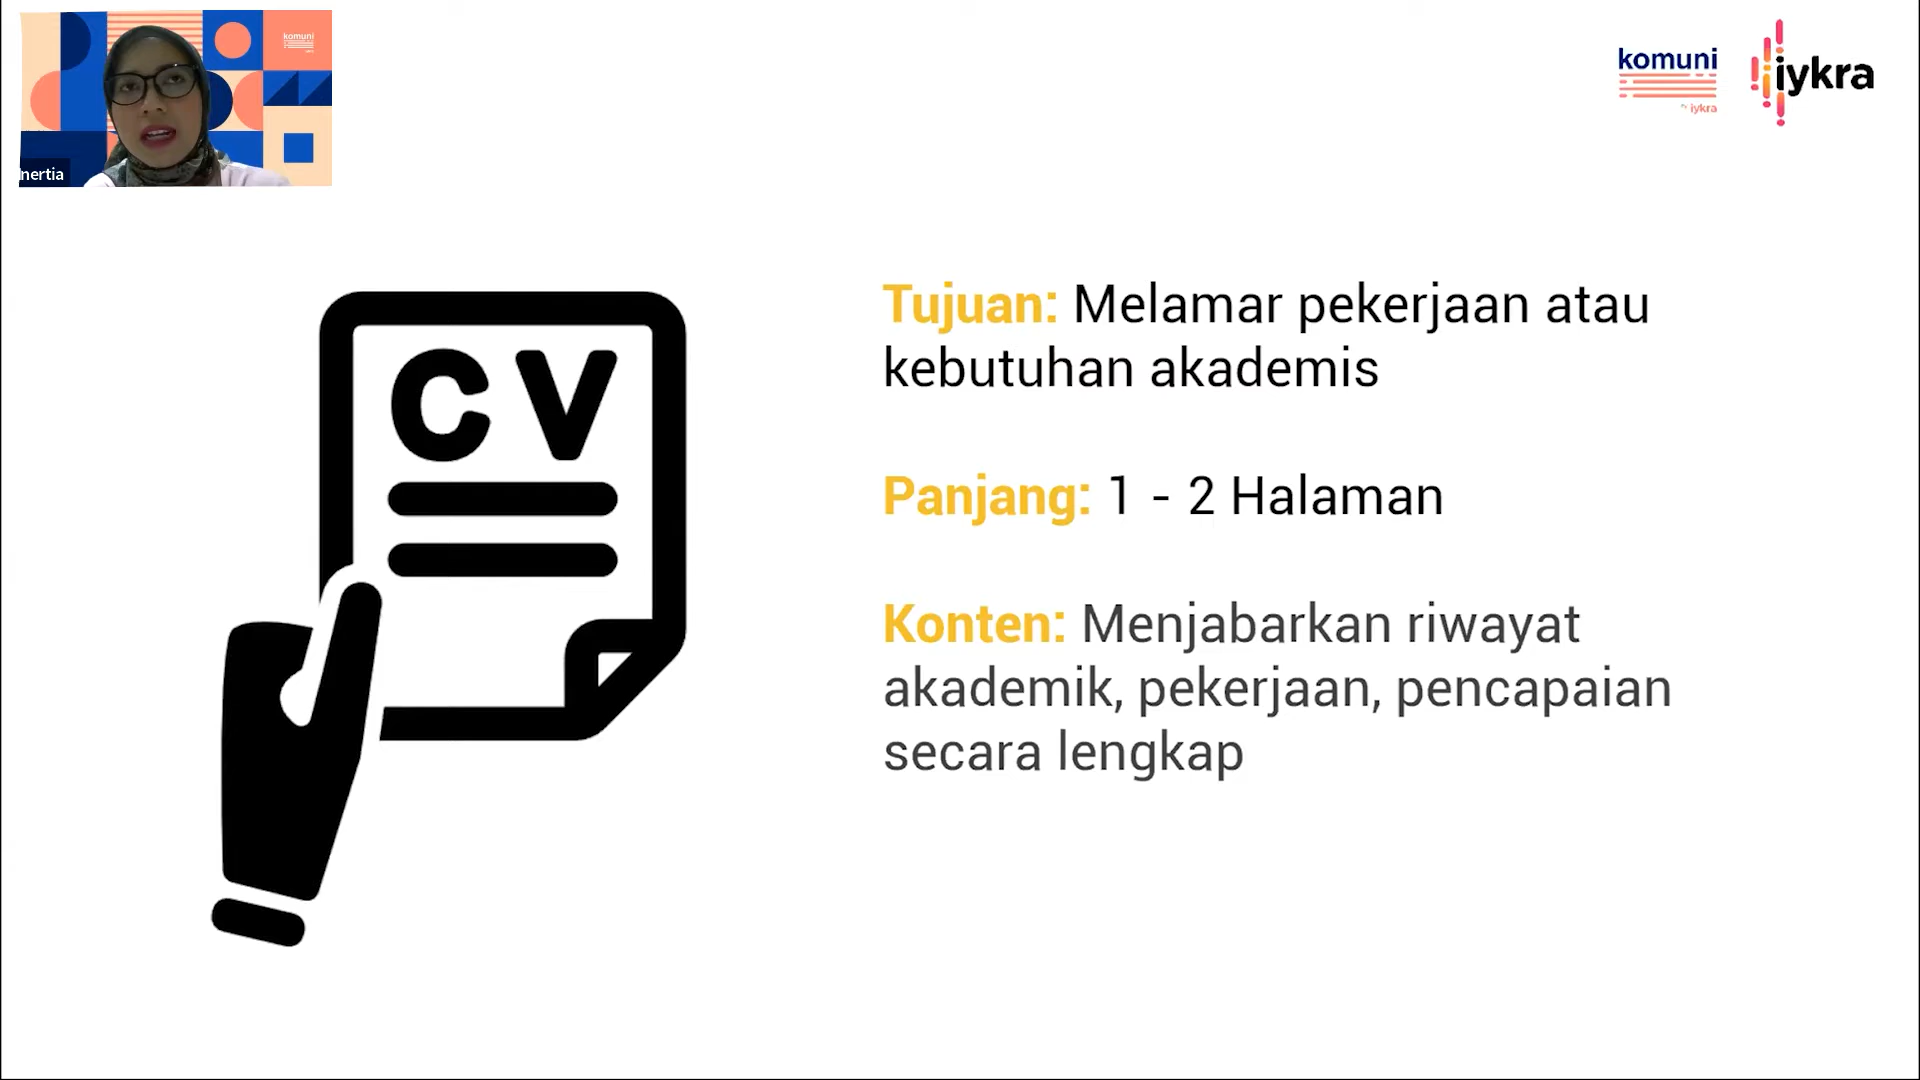 komuni
nertia
komuni
iykra
iykra
CV
Tujuan: Melamar pekerjaan atau
kebutuhan akademis
Panjang: 1 - 2 Halaman
Konten: Menjabarkan riwayat
akademik, pekerjaan, pencapaian
secara lengkap